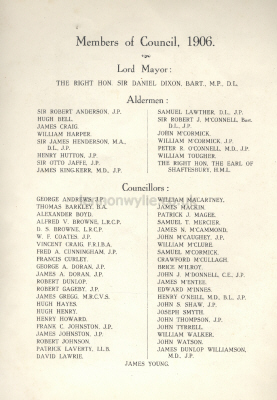 Members of Council, 1906.
Lord Mayor:
THE RIGHT HON. SIR DANIEL DIXON, BART., M.P., D.L.
Aldermen:
SIR ROBERT ANDERSON, J.P.
HUGH BELL.
JAMES CRAIG.
WILLIAM HARPER.
SIR JAMES HENDERSON, M.A.,
D.L., J.P.
HENRY HUTTON, J.P.
SIR OTTO JAFFE, J.P.
JAMES KING-KERR, M.D., J.P.
SAMUEL LAWTHER, D.L., J.P.
SIR ROBERT J. M'CONNELL, Bart.
D.L., J.P.
JOHN M'CORMICK.
WILLIAM M'CORMICK, J.P.
PETER R. O'CONNELL, M.D., J.P.
WILLIAM TOUGHER.
THE RIGHT HON. THE EARL OF
SHAFTESBURY, H.M.L.
Councillors:
GEORGE ANDREWS, J.P.
THOMAS BARKLEY, B.A.
ALEXANDER BOYD.
ALFRED V. BROWNE, L.R.C.P.
D. S. BROWNE, L.R.C.P.
W. F. COATES, J.P.
VINCENT CRAIG, F.R.I.B.A.
FRED A. CUNNINGHAM, J.P.
FRANCIS CURLEY.
GEORGE A. DORAN, J.P.
JAMES A. DORAN, J.P.
ROBERT DUNLOP.
ROBERT GAGEBY, J.P.
JAMES GREGG, M.R.C.V.S.
HUGH HAYES.
HUGH HENRY.
HENRY HOWARD.
FRANK C. JOHNSTON, J.P.
JAMES JOHNSTON, J.P.
ROBERT JOHNSON.
PATRICK LAVERTY, J.P.
DAVID LAWRIE.
WILLIAM MACARTNEY.
JAMES MACKIN.
PATRICK J. MAGEE.
SAMUEL T. MERCIER.
JAMES N. M'CAMMOND.
JOHN M'CAUGHEY, J.P.
WILLIAM M'CLURE.
SAMUEL M'CORMICK.
CRAWFORD M'CULLAGH.
BRICE M'ILROT.
JOHN J. M'DONNELL, C.E., J.P.
JAMES M'ENTEE.
EDWARD M'INNES.
HENRY O'NEILL, M.D., B.L., J.P.
JOHN S. SHAW, J.P.
JOSEPH SMYTH.
JOHN THOMPSON, J.P.
JOHN TYRRELL.
WILLIAM WALKER.
JOHN WATSON.
JAMES DUNLOP WILLIAMSON,
M.D., J.P.
JAMES YOUNG.